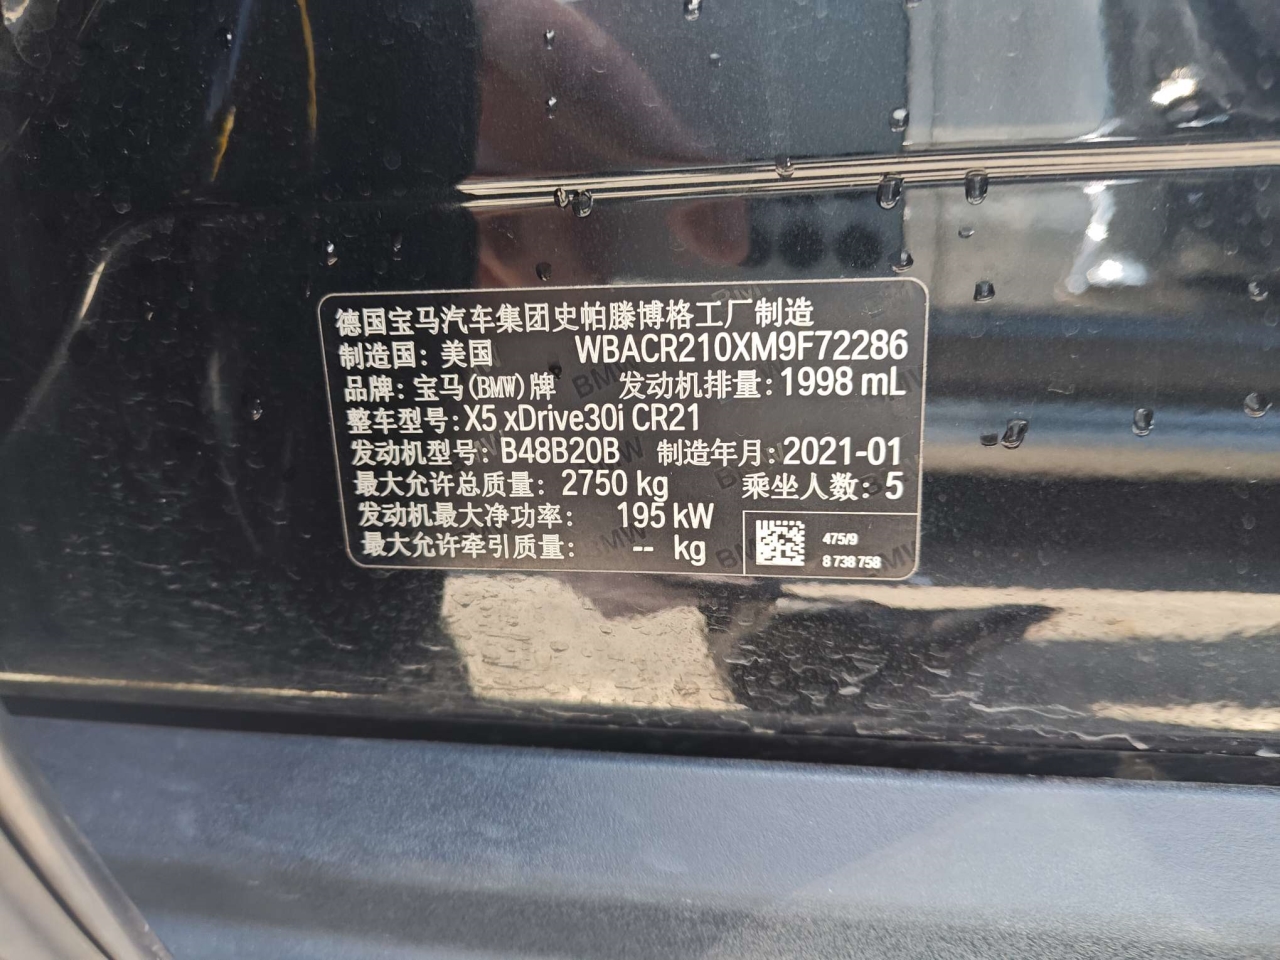 德国宝马汽车集团史帕滕博格工厂制造
制造国：美国 WBACR210XM9F72286
品牌：宝马(BMW)牌 发动机排量：1998 mL
整车型号：X5 xDrive30i CR21
发动机型号：B48B20B 制造年月：2021-01
最大允许总质量：2750 kg 乘坐人数：5
发动机最大净功率： 195 kW
最大允许牵引质量： -- kg
475/9
8 738 758